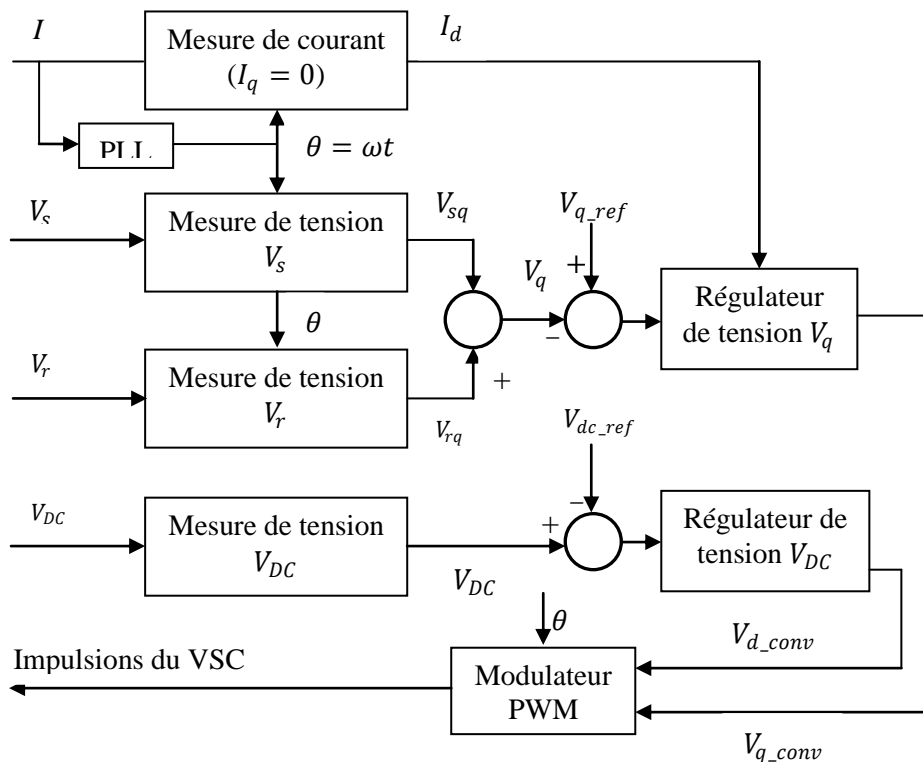 I
Mesure de courant
(I_q = 0)
I_d
PLL
θ = ωt
V_s
Mesure de tension
V_s
V_sq
V_q_ref
+
V_q
−
θ
Régulateur
de tension V_q
V_r
Mesure de tension
V_r
+
V_rq
V_dc_ref
−
+
V_DC
Mesure de tension
V_DC
V_DC
Régulateur de
tension V_DC
θ
V_d_conv
Impulsions du VSC
Modulateur
PWM
V_q_conv